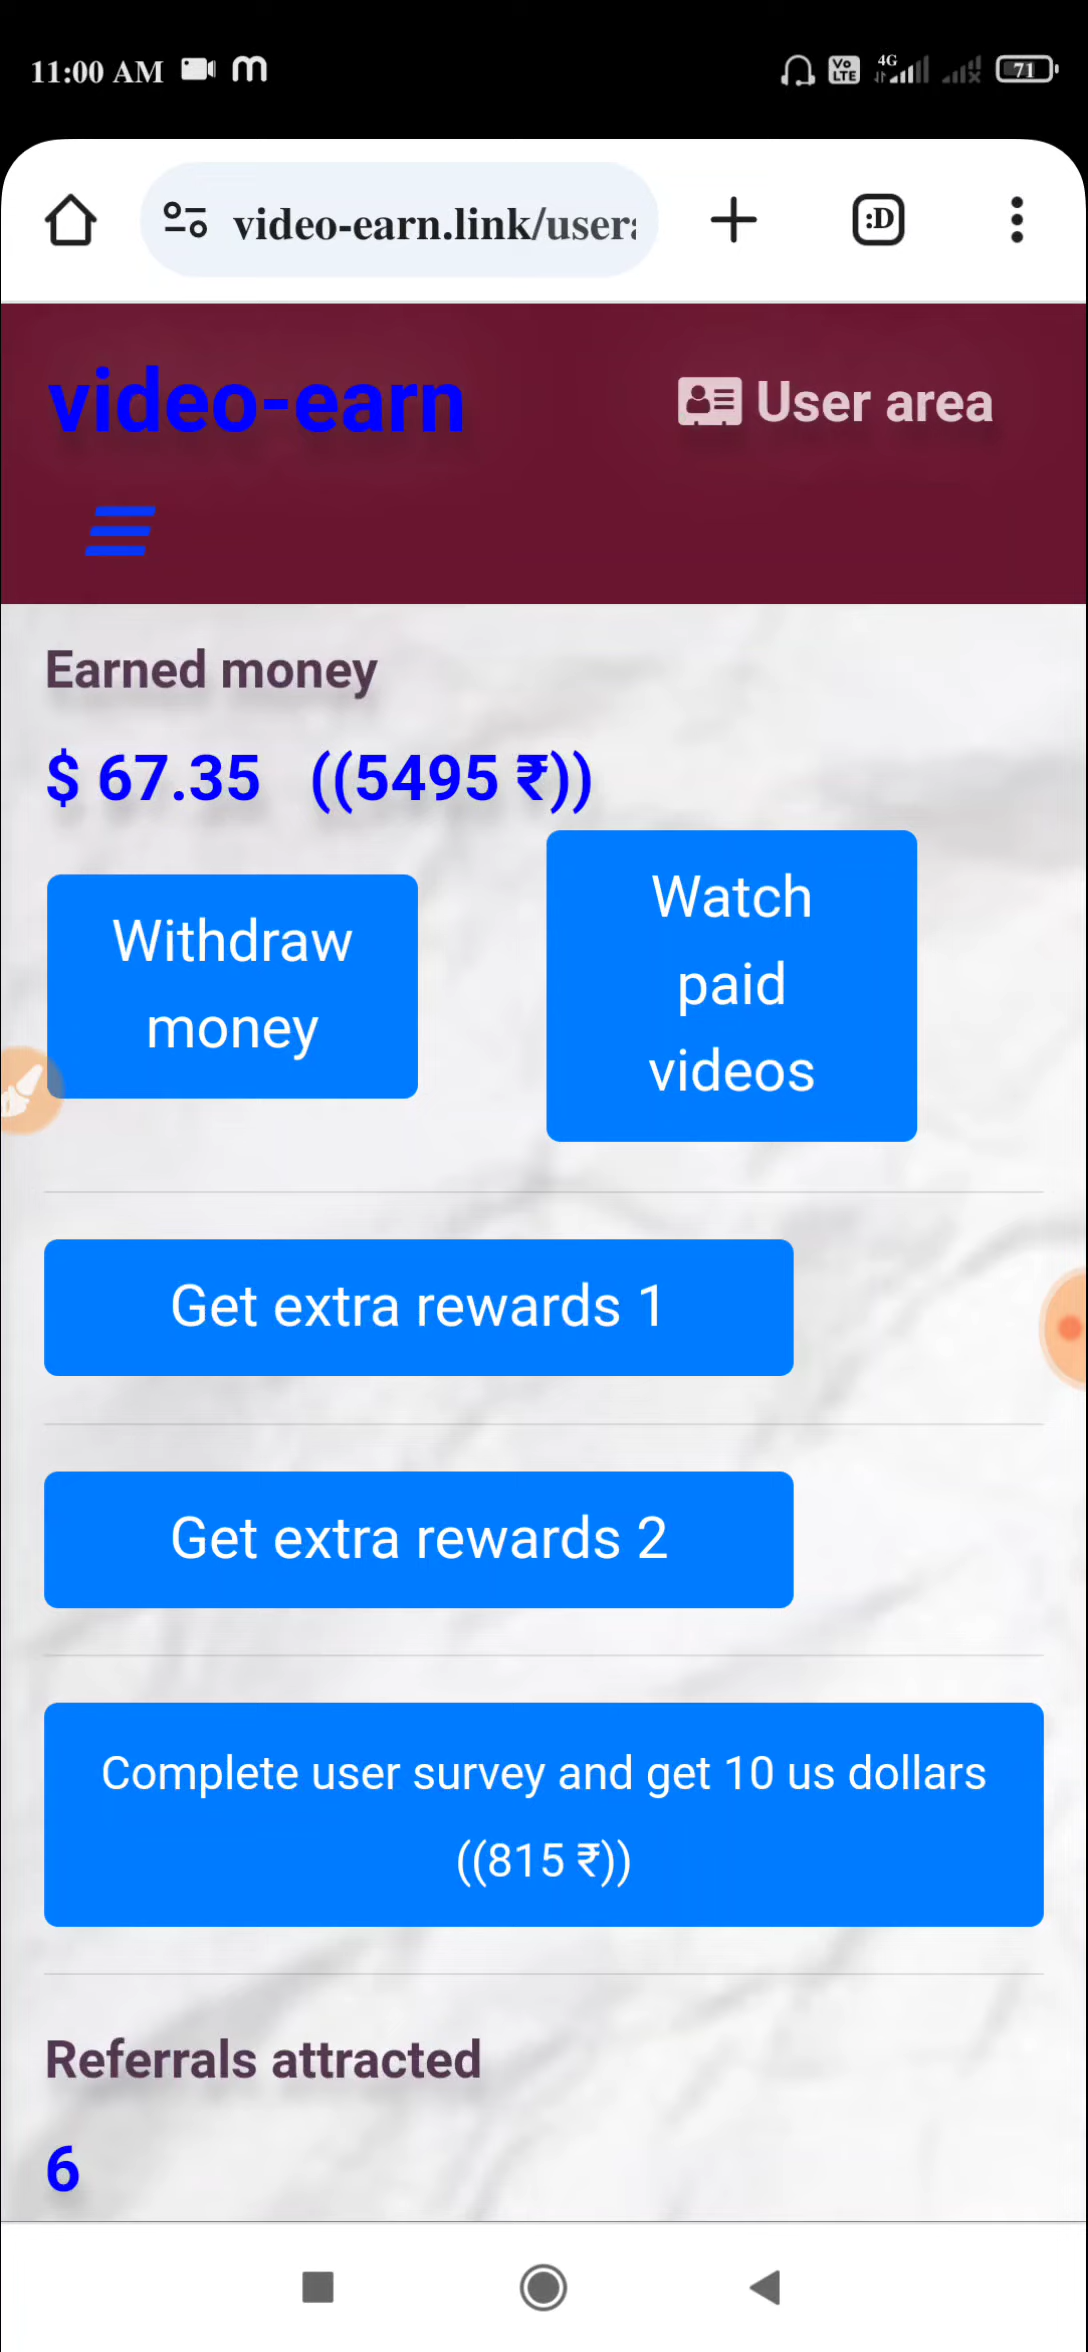 11:00 AM
Vo LTE 4G 71
video-earn.link/user
:D
video-earn
User area
Earned money
$ 67.35 ((5495 ₹))
Withdraw
money
Watch
paid
videos
Get extra rewards 1
Get extra rewards 2
Complete user survey and get 10 us dollars
((815 ₹))
Referrals attracted
6